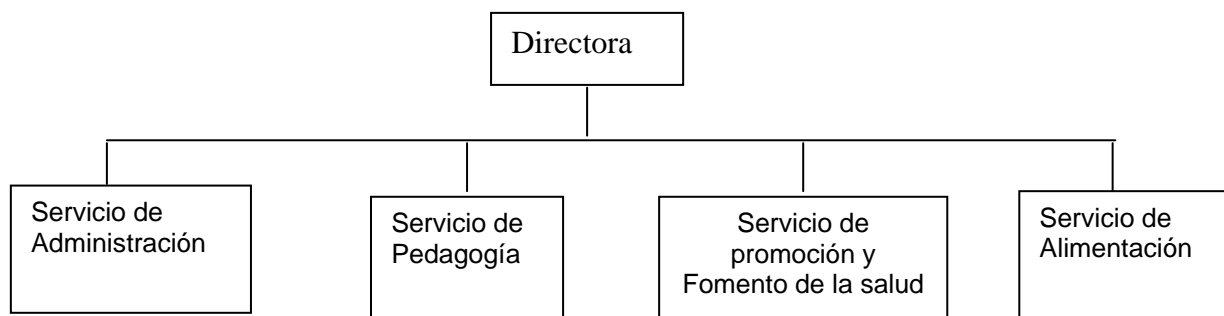 Directora
Servicio de
Administración
Servicio de
Pedagogía
Servicio de
promoción y
Fomento de la salud
Servicio de
Alimentación